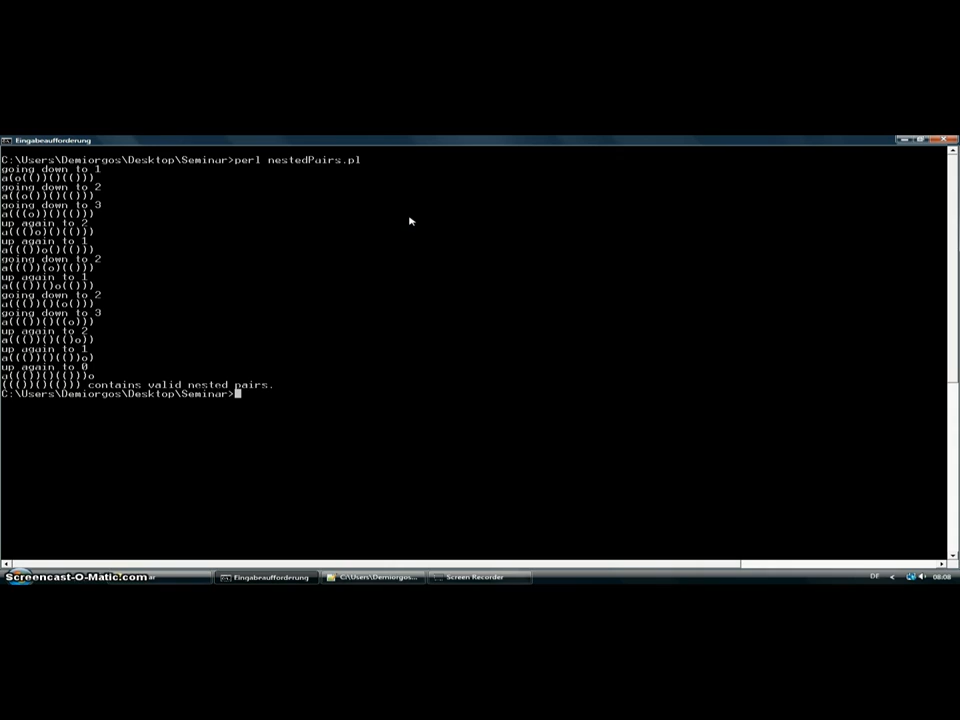 Eingabeaufforderung
C:\Users\Demiorgos\Desktop\Seminar>perl nestedPairs.pl
going down to 1
a(o(())()(()))
going down to 2
a((o())()(()))
going down to 3
a(((o))()(()))
up again to 2
a((()o)()(()))
up again to 1
a((())o()(()))
going down to 2
a((())(o)(()))
up again to 1
a((())()o(()))
going down to 2
a((())()(o()))
going down to 3
a((())()((o)))
up again to 2
a((())()(()o))
up again to 1
a((())()(())o)
up again to 0
a((())()(()))o
((())()(())) contains valid nested pairs.
C:\Users\Demiorgos\Desktop\Seminar>
Screencast-O-Matic.com
Eingabeaufforderung
C:\Users\Demiorgos...
Screen Recorder
DE
08:08